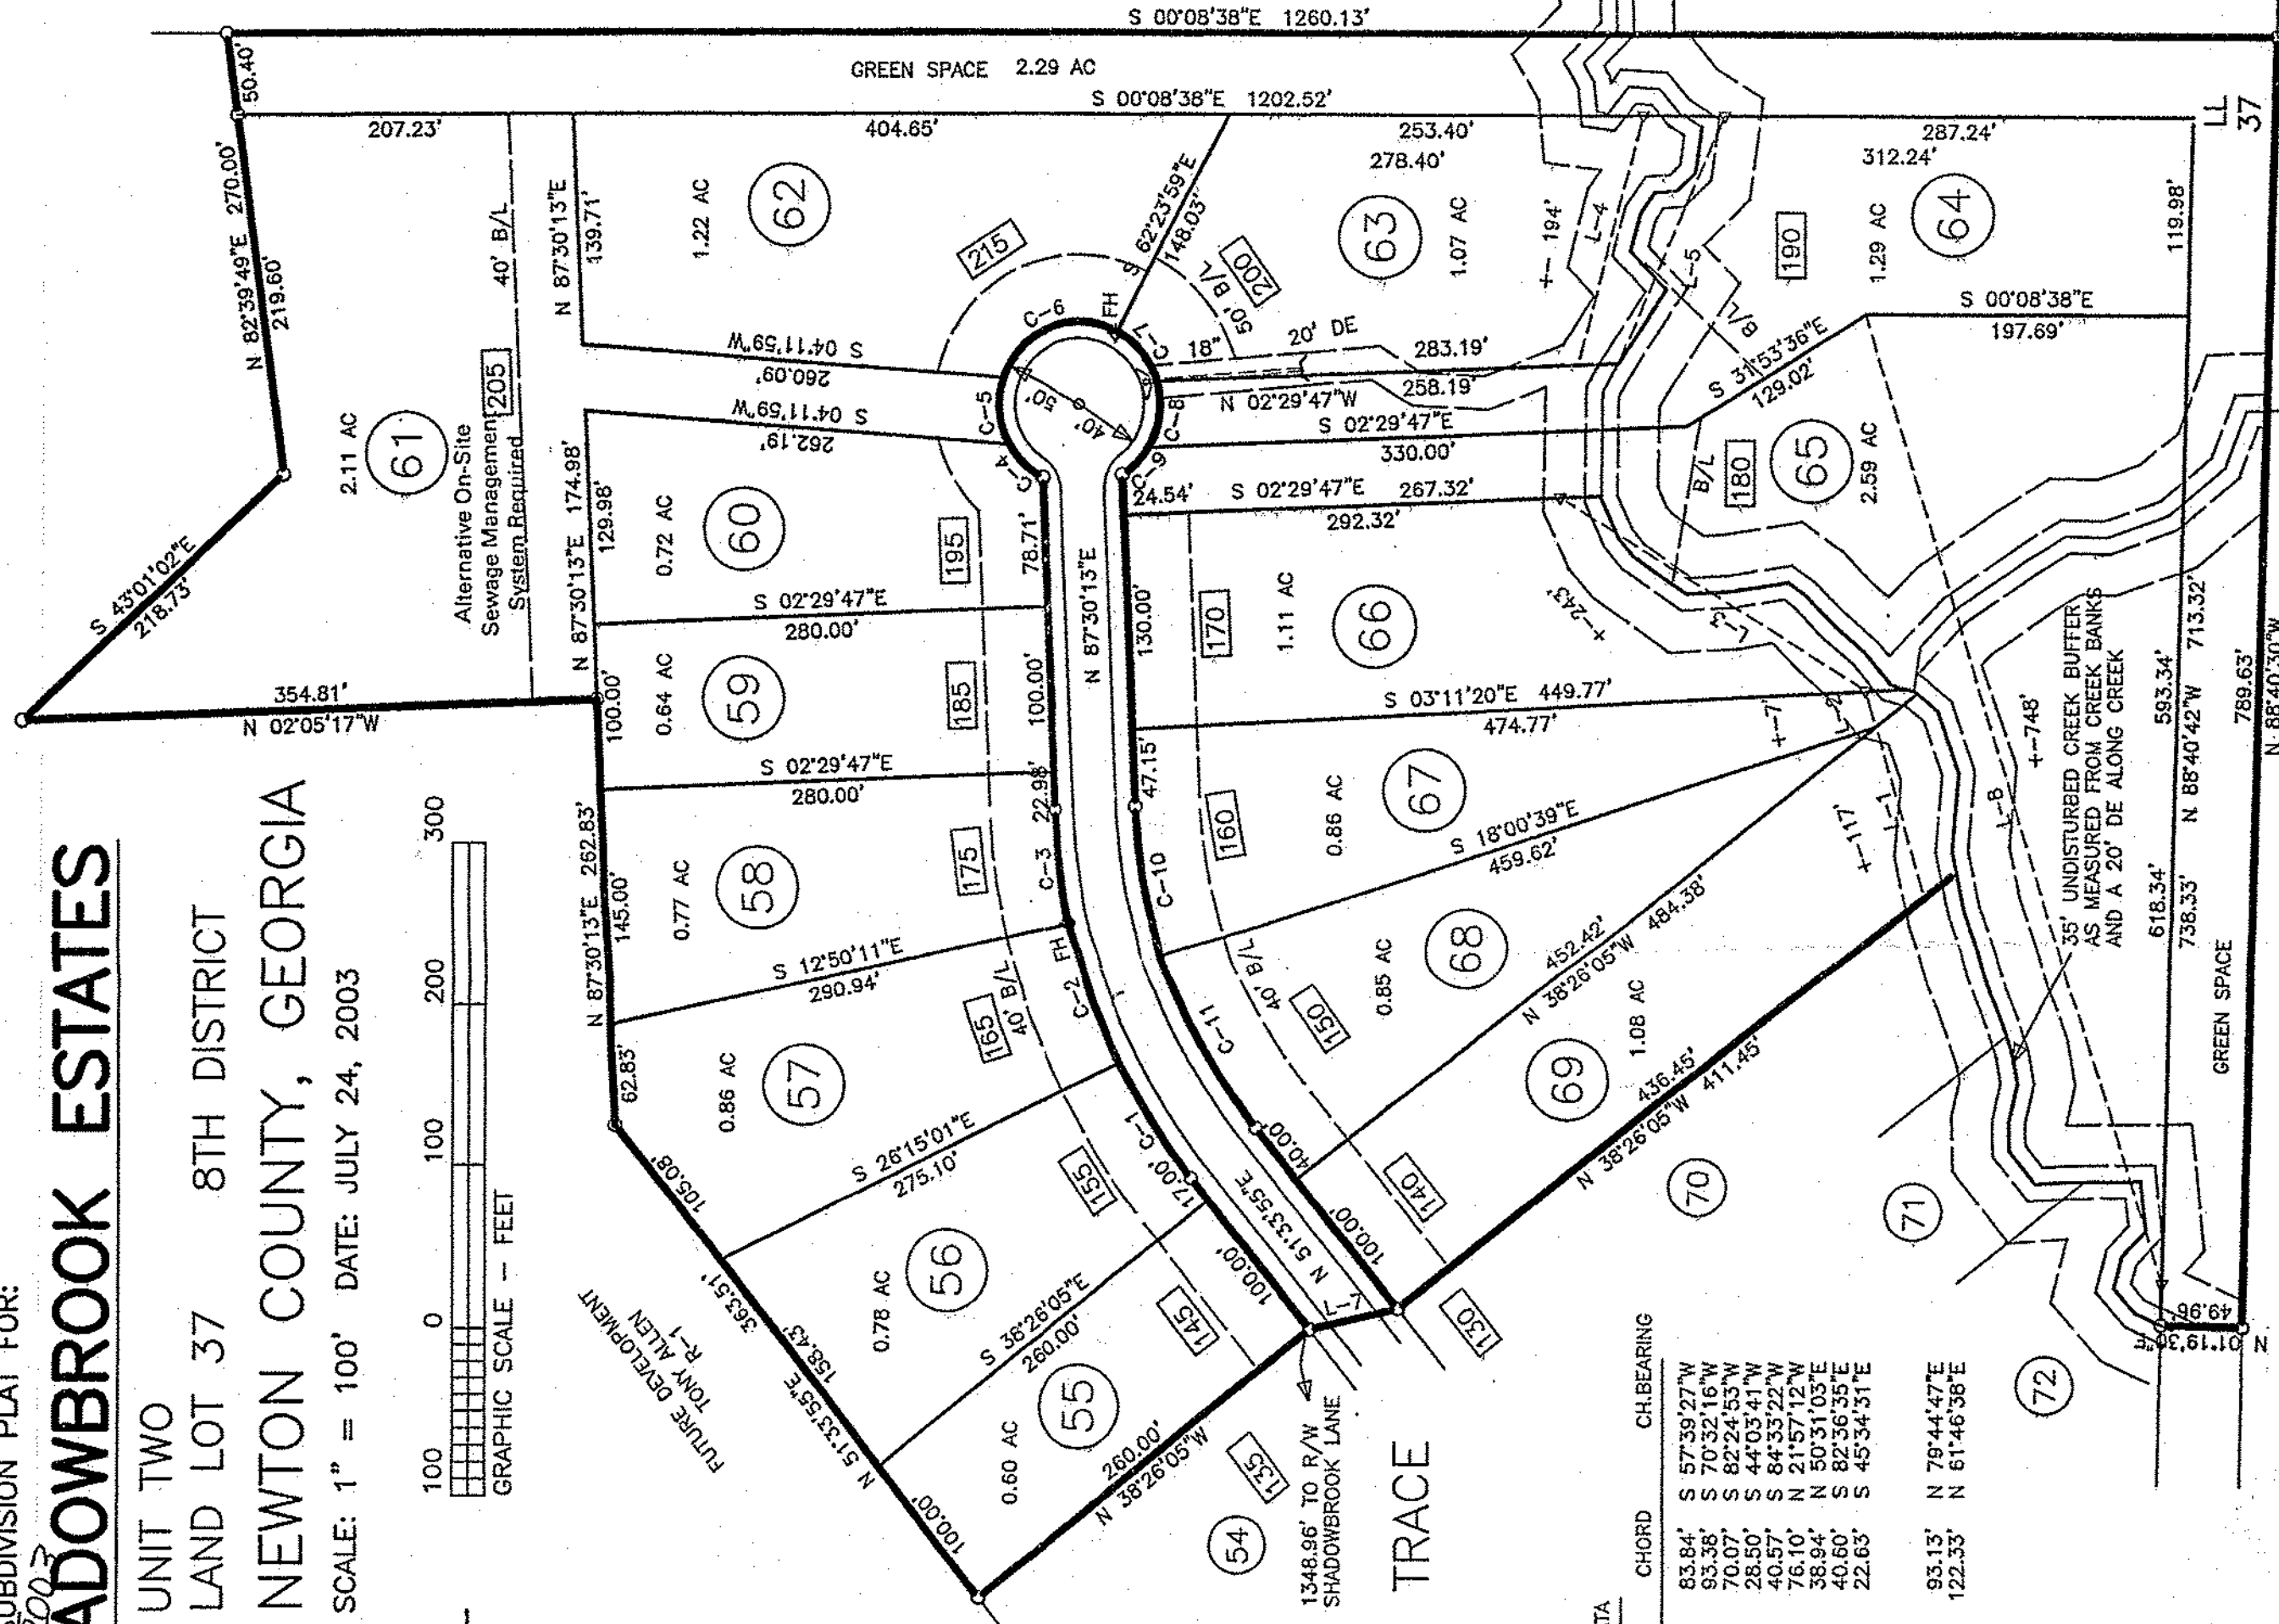 SUBDIVISION PLAT FOR:
ADOWBROOK ESTATES
UNIT TWO
LAND LOT 37 8TH DISTRICT
NEWTON COUNTY, GEORGIA
SCALE: 1" = 100' DATE: JULY 24, 2003
100 0 100 200 300
GRAPHIC SCALE – FEET
S 43°01'02"E
218.73'
N 82°39'49"E 270.00'
219.60'
50.40'
S 00°08'38"E 1260.13'
GREEN SPACE 2.29 AC
S 00°08'38"E 1202.52'
207.23'
404.65'
253.40'
278.40'
287.24'
312.24'
LL
37
354.81'
N 02°05'17"W
2.11 AC
61
Alternative On-Site
Sewage Management
System Required
205
40' B/L
N 87°30'13"E
139.71'
1.22 AC
62
215
S 04°11'59"W
260.09'
S 04°11'59"W
262.19'
N 87°30'13"E 174.98'
129.98'
0.72 AC
60
195
78.71'
S 02°29'47"E
280.00'
100.00'
0.64 AC
59
185
100.00'
S 02°29'47"E
280.00'
N 87°30'13"E 262.83'
145.00'
0.77 AC
58
175
22.98'
C-3
S 12°50'11"E
290.94'
FH
62.83'
0.86 AC
57
165
40' B/L
C-2
S 26°15'01"E
275.10'
105.08'
363.51'
158.43'
N 51°33'55"E
100.00'
FUTURE DEVELOPMENT
TONY ALLEN
R-1
0.78 AC
56
155
C-1
17.00'
S 38°26'05"E
260.00'
100.00'
145
0.60 AC
55
260.00'
N 38°26'05"W
135
54
1348.96' TO R/W
SHADOWBROOK LANE
TRACE
L-7
N 51°33'55"E
N 87°30'13"E
C-4
C-5
C-6
C-7
C-8
C-9
50'
40'
FH
S 62°23'59"E
148.03'
50' B/L
200
18"
20' DE
63
1.07 AC
+- 194'
L-4
L-5
283.19'
258.19'
N 02°29'47"W
S 02°29'47"E
330.00'
24.54'
S 02°29'47"E 267.32'
292.32'
190
B/L
1.29 AC
64
119.98'
S 00°08'38"E
197.69'
S 31°53'36"E
129.02'
B/L
180
65
2.59 AC
130.00'
170
1.11 AC
66
+-243'
L-3
S 03°11'20"E 449.77'
474.77'
+-7'
L-2
47.15'
C-10
160
0.86 AC
67
S 18°00'39"E
459.62'
C-11
40' B/L
150
0.85 AC
68
452.42'
N 38°26'05"W 484.38'
+-117'
L-1
L-8
+-748'
40.00'
100.00'
140
130
69
1.08 AC
436.45'
N 38°26'05"W 411.45'
70
71
72
35' UNDISTURBED CREEK BUFFER
AS MEASURED FROM CREEK BANKS
AND A 20' DE ALONG CREEK
618.34' 593.34'
738.33' N 88°40'42"W 713.32'
GREEN SPACE
789.63'
N 88°40'30"W
49.96'
N 01°19'30"E
CHORD CH.BEARING
83.84' S 57°39'27"W
93.38' S 70°32'16"W
70.07' S 82°24'53"W
28.50' S 44°03'41"W
40.57' S 84°33'22"W
76.10' N 21°57'12"W
38.94' N 50°31'03"E
40.60' S 82°36'35"E
22.63' S 45°34'31"E
93.13' N 79°44'47"E
122.33' N 61°46'38"E